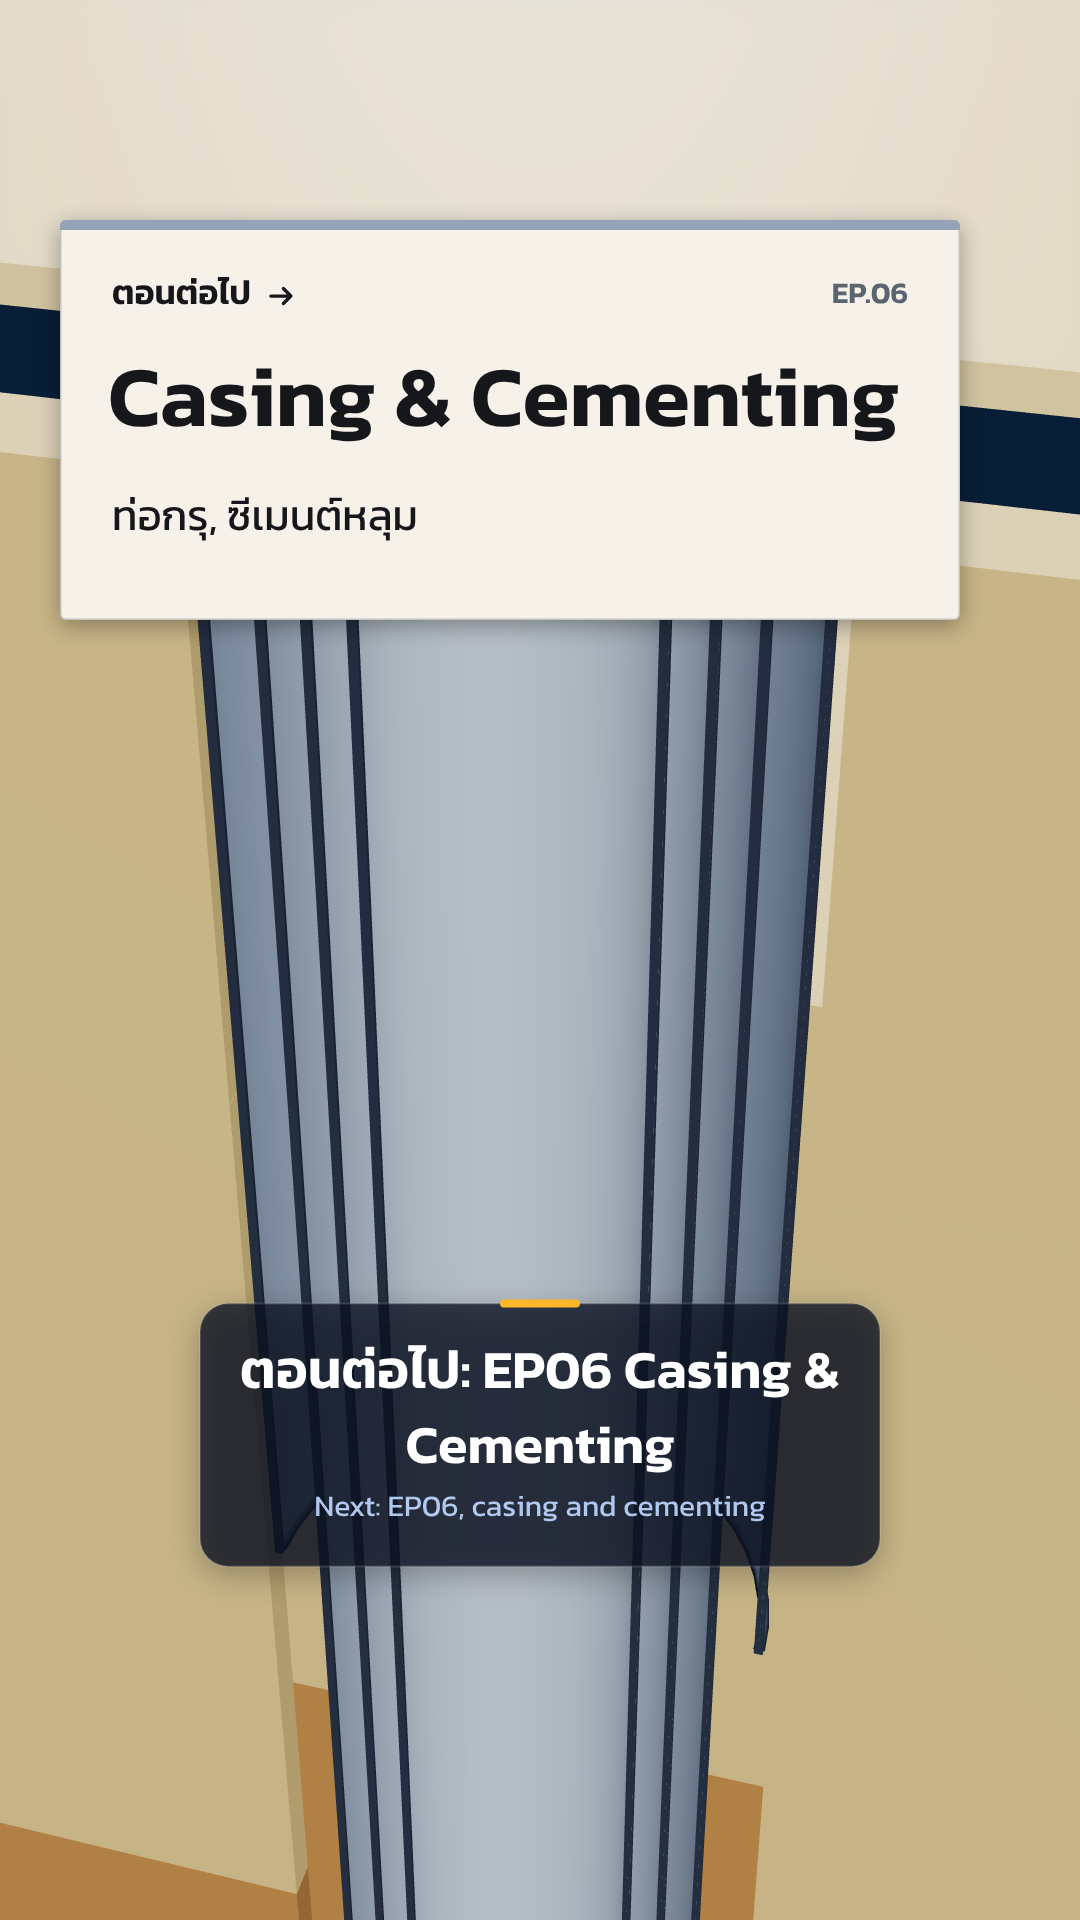 ตอนต่อไป →
EP.06
Casing & Cementing
ท่อกรุ, ซีเมนต์หลุม
ตอนต่อไป: EP06 Casing &
Cementing
Next: EP06, casing and cementing